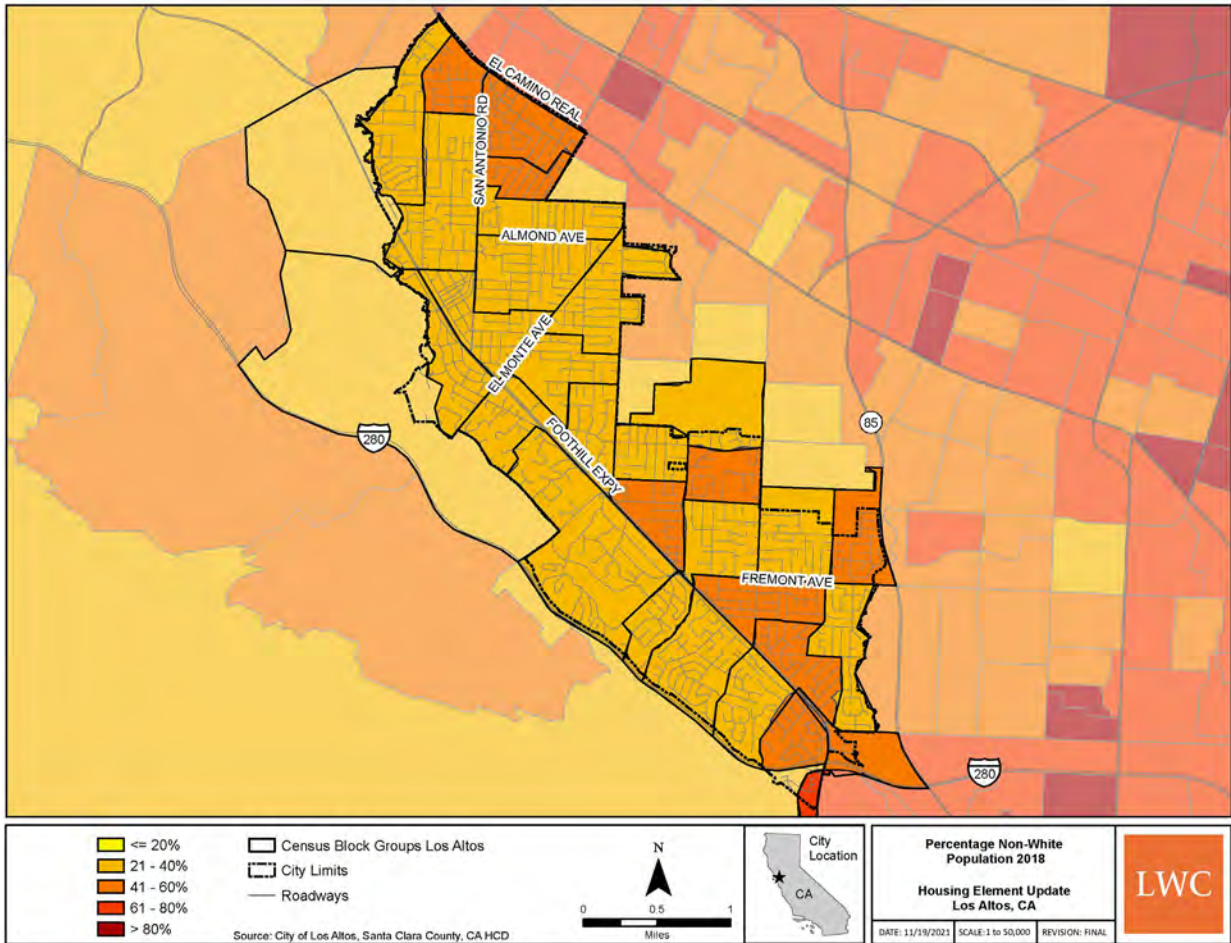 EL CAMINO REAL
SAN ANTONIO RD
ALMOND AVE
EL MONTE AVE
FOOTHILL EXPY
280
85
FREMONT AVE
280
<= 20%
21 - 40%
41 - 60%
61 - 80%
> 80%
Census Block Groups Los Altos
City Limits
Roadways
Source: City of Los Altos, Santa Clara County, CA HCD
N
0 0.5 1
Miles
City
Location
CA
Percentage Non-White
Population 2018
Housing Element Update
Los Altos, CA
DATE: 11/19/2021 SCALE: 1 to 50,000 REVISION: FINAL
LWC